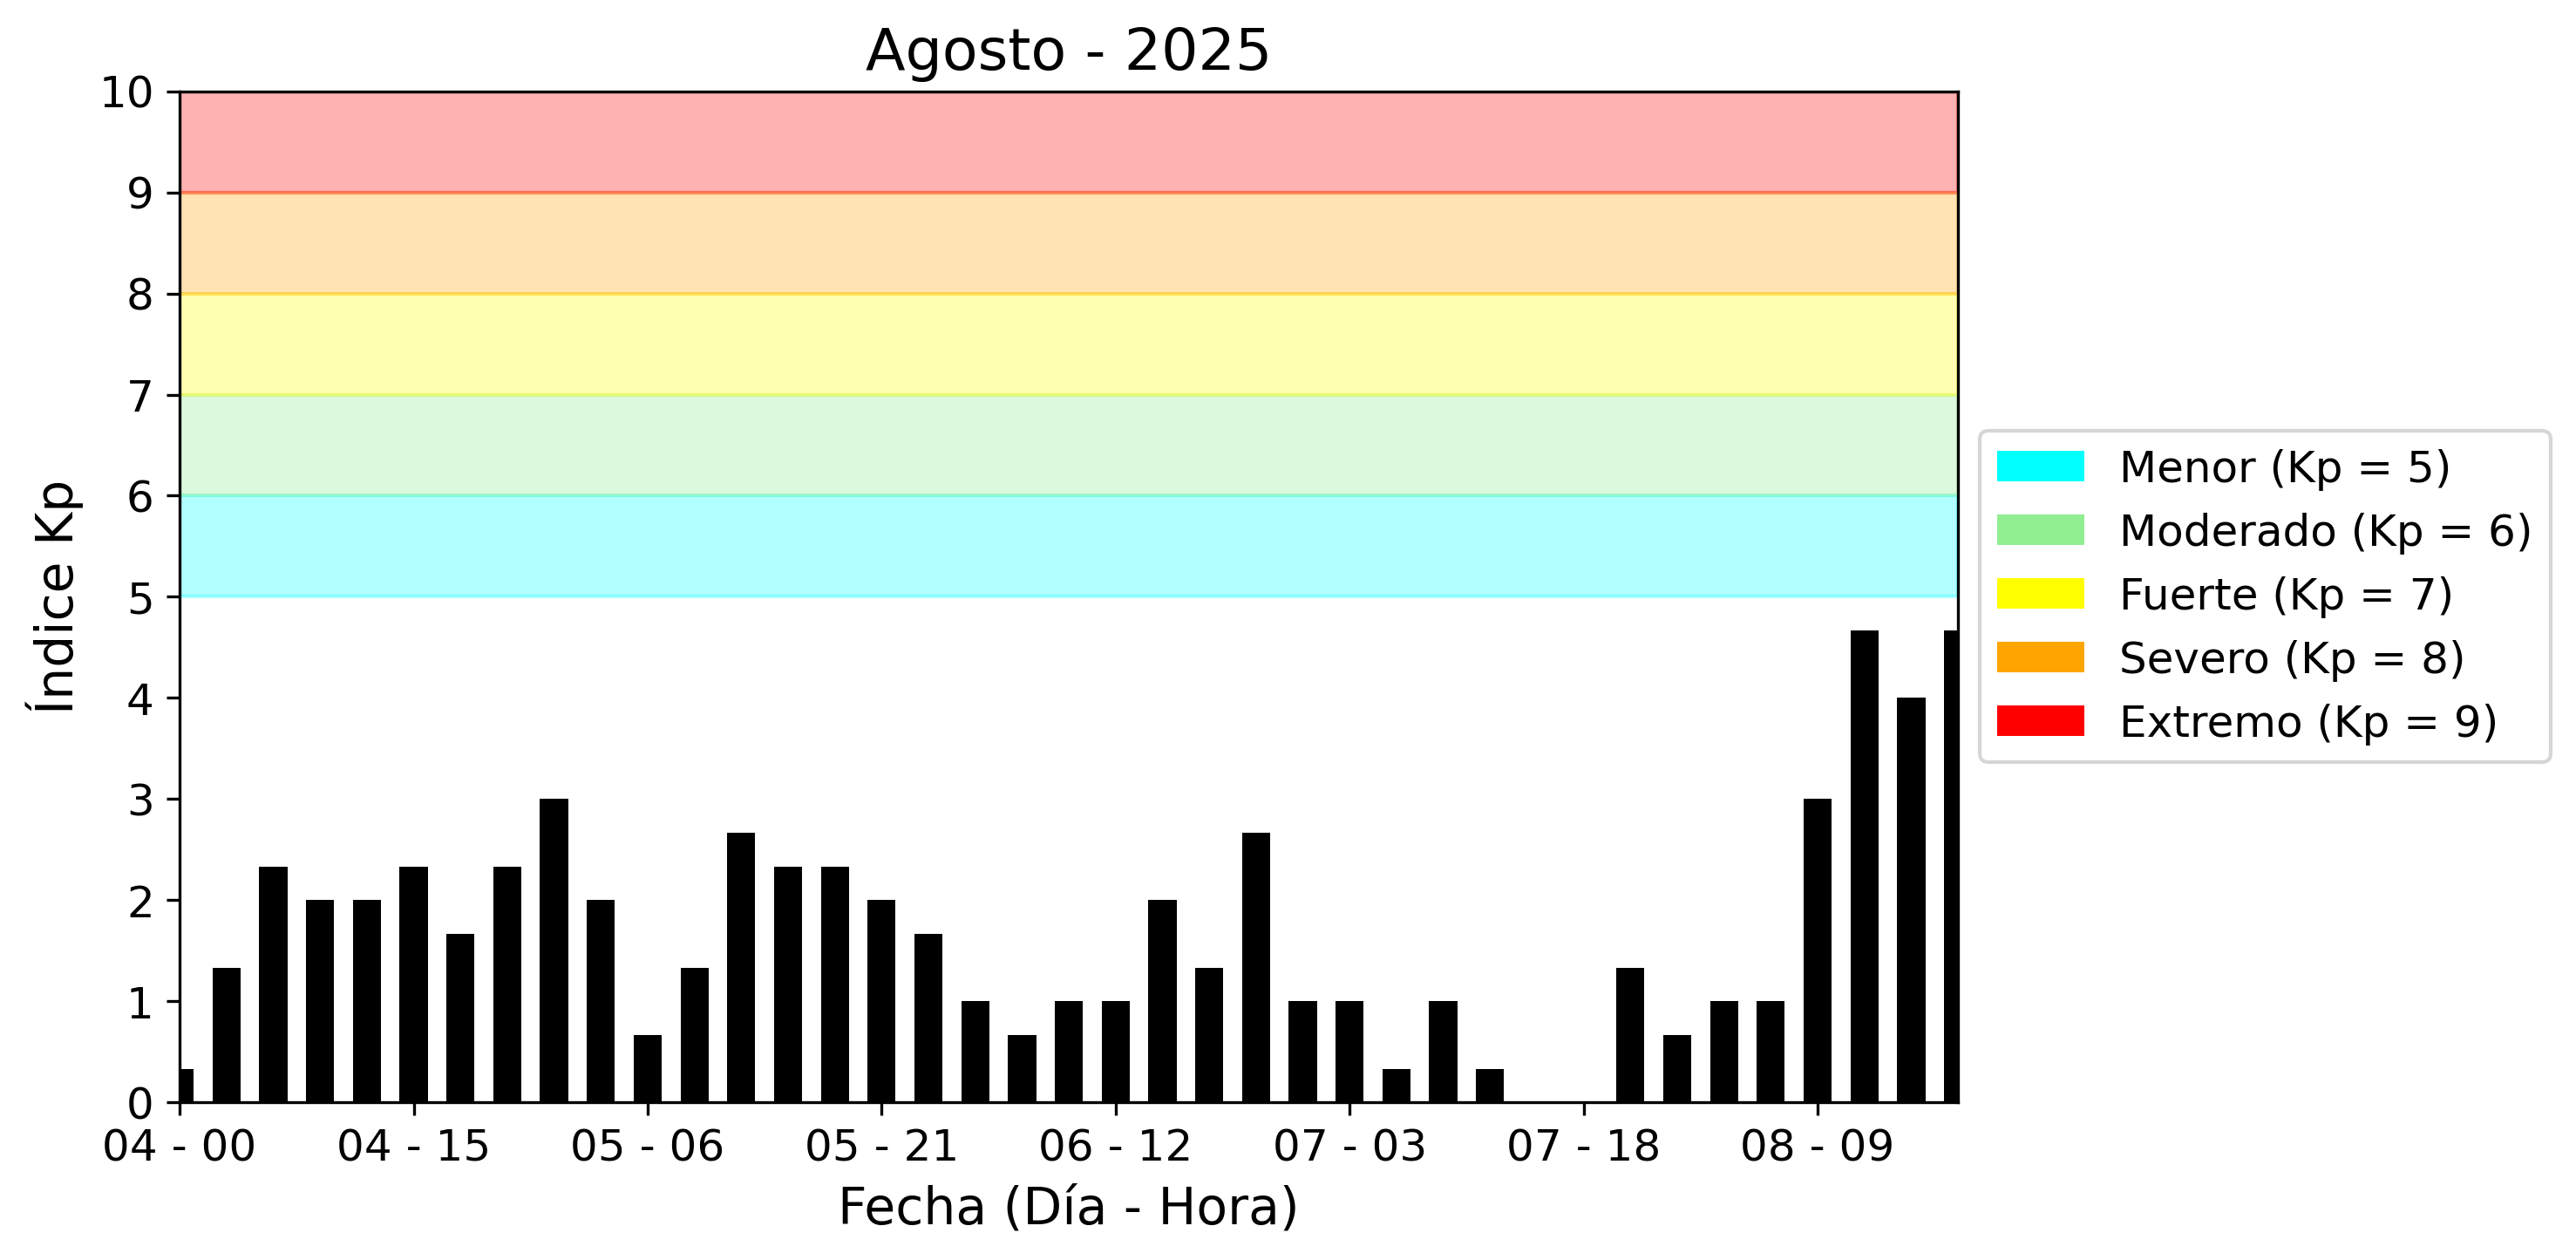 Agosto - 2025
Índice Kp
10
9
8
7
6
5
4
3
2
1
0
04 - 00
04 - 15
05 - 06
05 - 21
06 - 12
07 - 03
07 - 18
08 - 09
Fecha (Día - Hora)
Menor (Kp = 5)
Moderado (Kp = 6)
Fuerte (Kp = 7)
Severo (Kp = 8)
Extremo (Kp = 9)